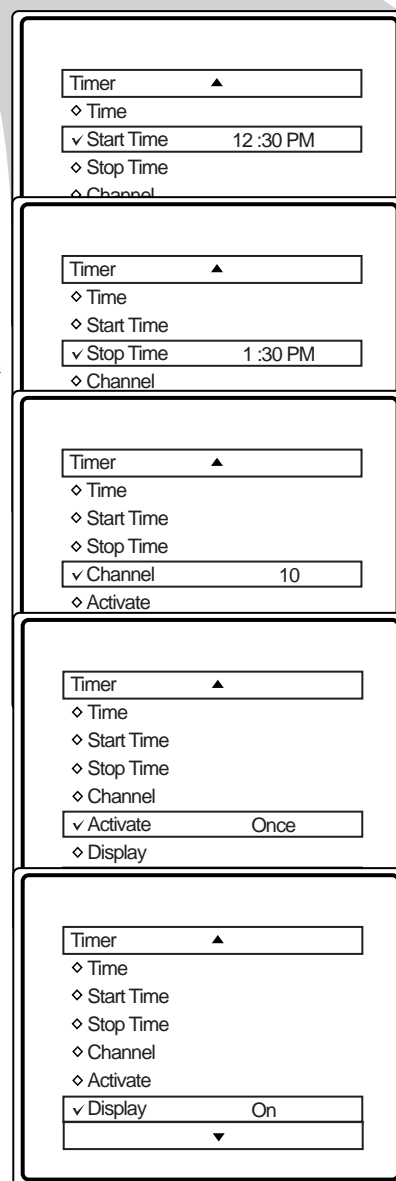 Timer ▲
◇ Time
✓ Start Time 12 :30 PM
◇ Stop Time
◇ Channel
Timer ▲
◇ Time
◇ Start Time
✓ Stop Time 1 :30 PM
◇ Channel
Timer ▲
◇ Time
◇ Start Time
◇ Stop Time
✓ Channel 10
◇ Activate
Timer ▲
◇ Time
◇ Start Time
◇ Stop Time
◇ Channel
✓ Activate Once
◇ Display
Timer ▲
◇ Time
◇ Start Time
◇ Stop Time
◇ Channel
◇ Activate
✓ Display On
▼